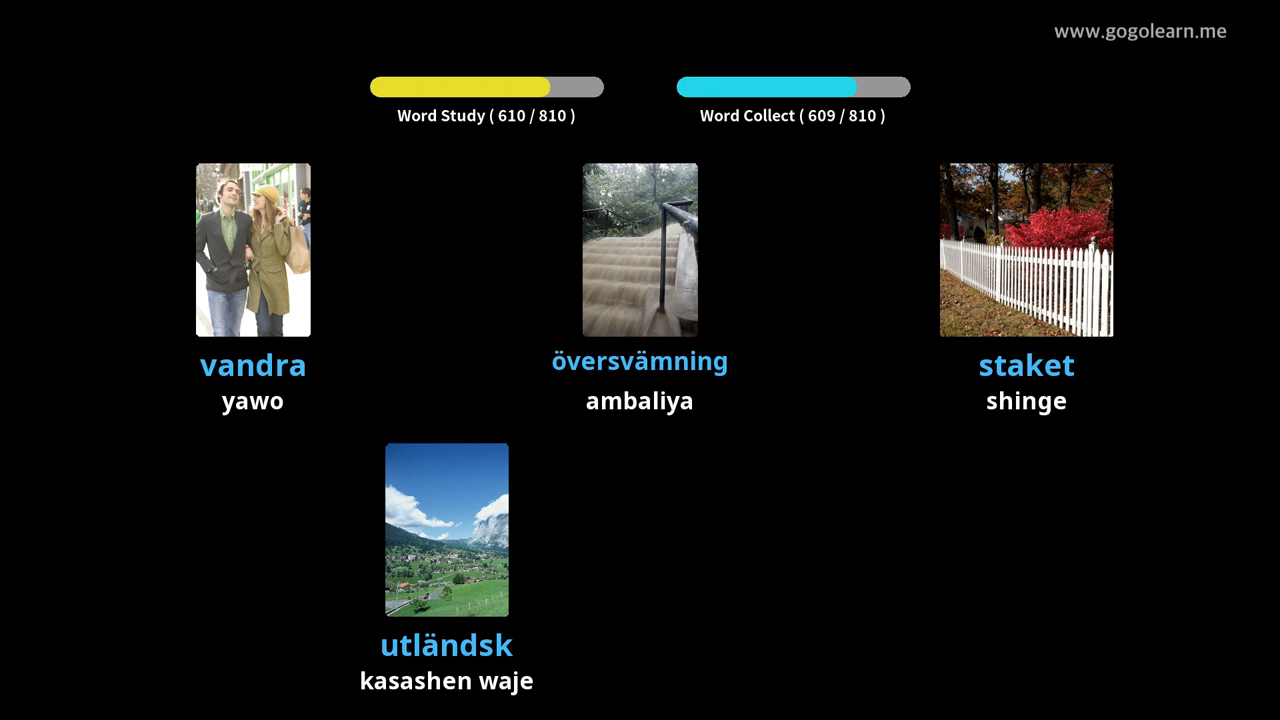 www.gogolearn.me
Word Study ( 610 / 810 )
Word Collect ( 609 / 810 )
vandra
yawo
översvämning
ambaliya
staket
shinge
utländsk
kasashen waje